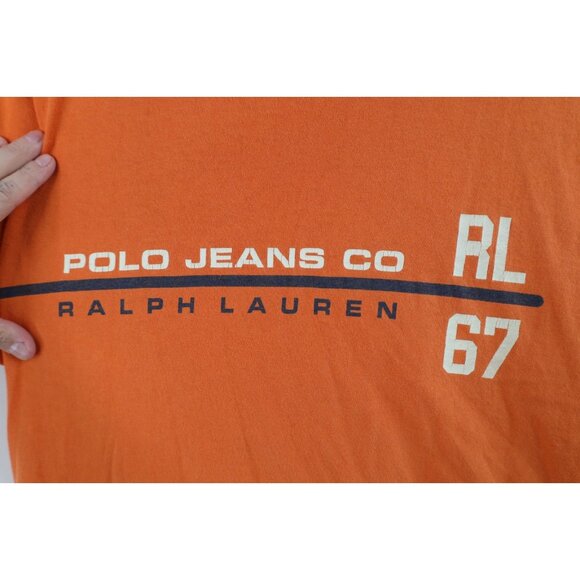 POLO JEANS CO
RALPH LAUREN
RL
67